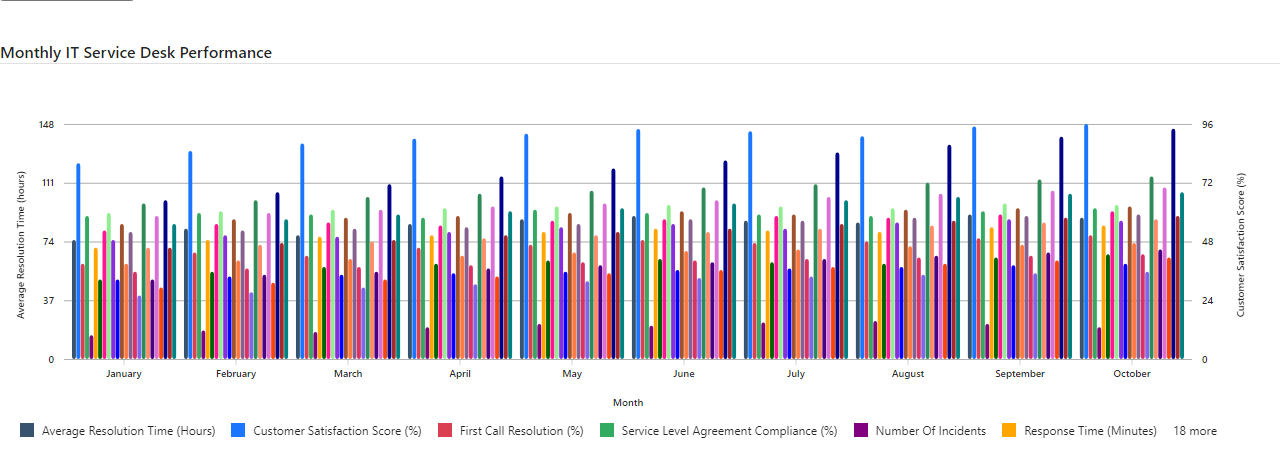 Monthly IT Service Desk Performance
148
111
74
37
0
Average Resolution Time (hours)
96
72
48
24
0
Customer Satisfaction Score (%)
January February March April May June July August September October
Month
Average Resolution Time (Hours) Customer Satisfaction Score (%) First Call Resolution (%) Service Level Agreement Compliance (%) Number Of Incidents Response Time (Minutes) 18 more